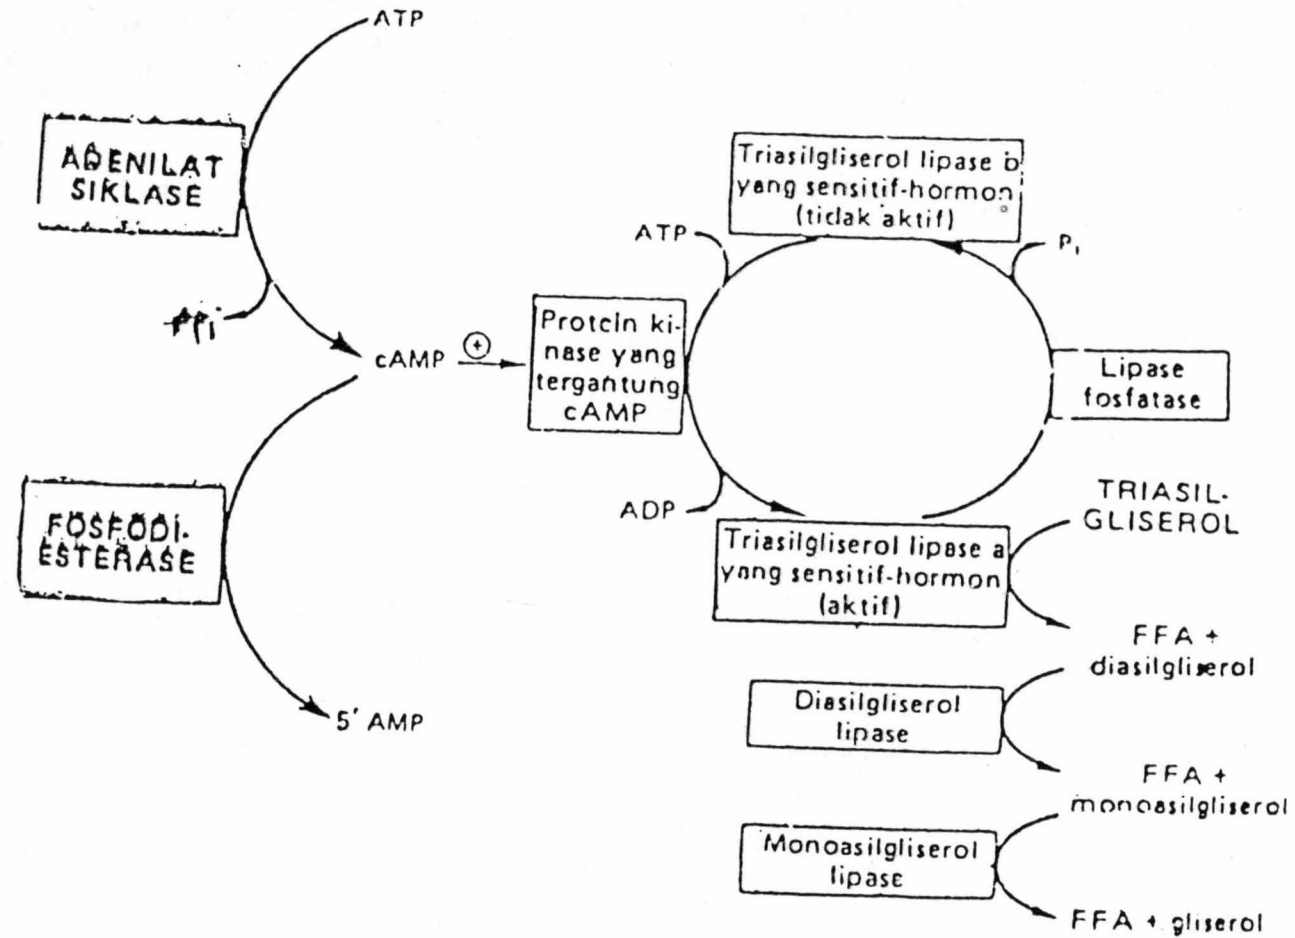 ATP
ADENILAT
SIKLASE
PPi
cAMP
+
FOSFODI-
ESTERASE
5' AMP
Protein ki-
nase yang
tergantung
cAMP
ATP
ADP
Triasilgliserol lipase b
yang sensitif-hormon
(tidak aktif)
Pi
Lipase
fosfatase
Triasilgliserol lipase a
yang sensitif-hormon
(aktif)
TRIASIL-
GLISEROL
FFA +
diasilgliserol
Diasilgliserol
lipase
FFA +
monoasilgliserol
Monoasilgliserol
lipase
FFA + gliserol